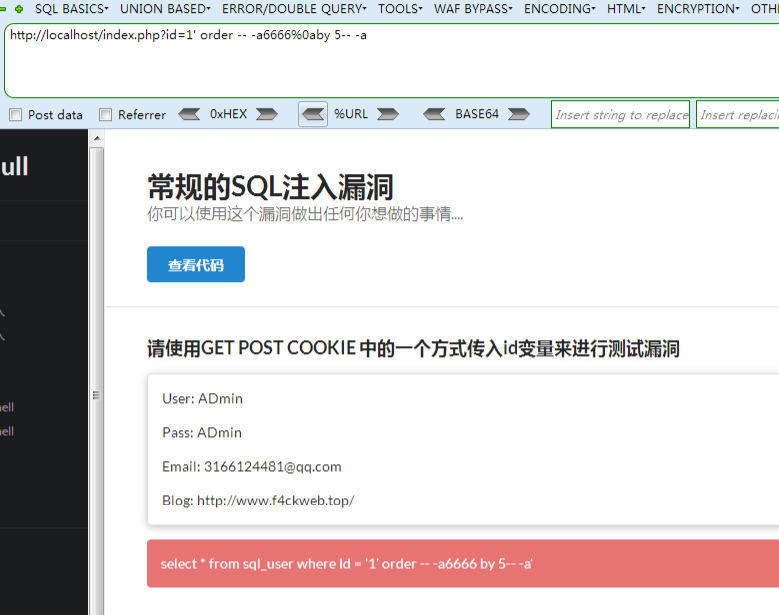 SQL BASICS▾ UNION BASED▾ ERROR/DOUBLE QUERY▾ TOOLS▾ WAF BYPASS▾ ENCODING▾ HTML▾ ENCRYPTION▾ OTH
http://localhost/index.php?id=1' order -- -a6666%0aby 5-- -a
Post data Referrer 0xHEX %URL BASE64 Insert string to replace Insert replaci
ull
常规的SQL注入漏洞
你可以使用这个漏洞做出任何你想做的事情....
查看代码
请使用GET POST COOKIE 中的一个方式传入id变量来进行测试漏洞
User: ADmin
Pass: ADmin
ell
Email: 3166124481@qq.com
ell
Blog: http://www.f4ckweb.top/
select * from sql_user where Id = '1' order -- -a6666 by 5-- -a'